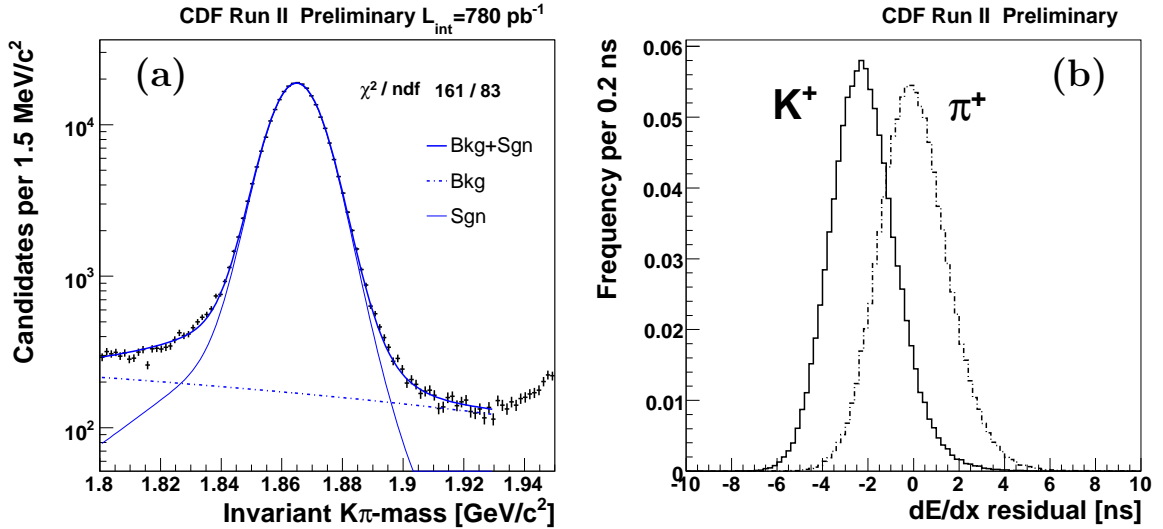 CDF Run II Preliminary L_int=780 pb⁻¹
(a)
χ² / ndf 161 / 83
Bkg+Sgn
Bkg
Sgn
Candidates per 1.5 MeV/c²
10⁴
10³
10²
1.8 1.82 1.84 1.86 1.88 1.9 1.92 1.94
Invariant Kπ-mass [GeV/c²]
CDF Run II Preliminary
(b)
K⁺
π⁺
Frequency per 0.2 ns
0.06
0.05
0.04
0.03
0.02
0.01
0
-10 -8 -6 -4 -2 0 2 4 6 8 10
dE/dx residual [ns]